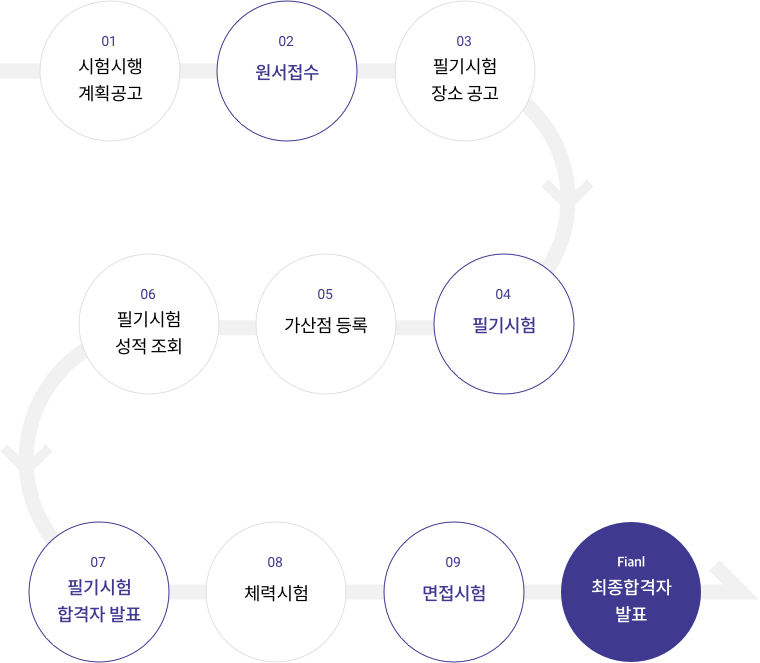 01
시험시행
계획공고
02
원서접수
03
필기시험
장소 공고
04
필기시험
05
가산점 등록
06
필기시험
성적 조회
07
필기시험
합격자 발표
08
체력시험
09
면접시험
Fianl
최종합격자
발표